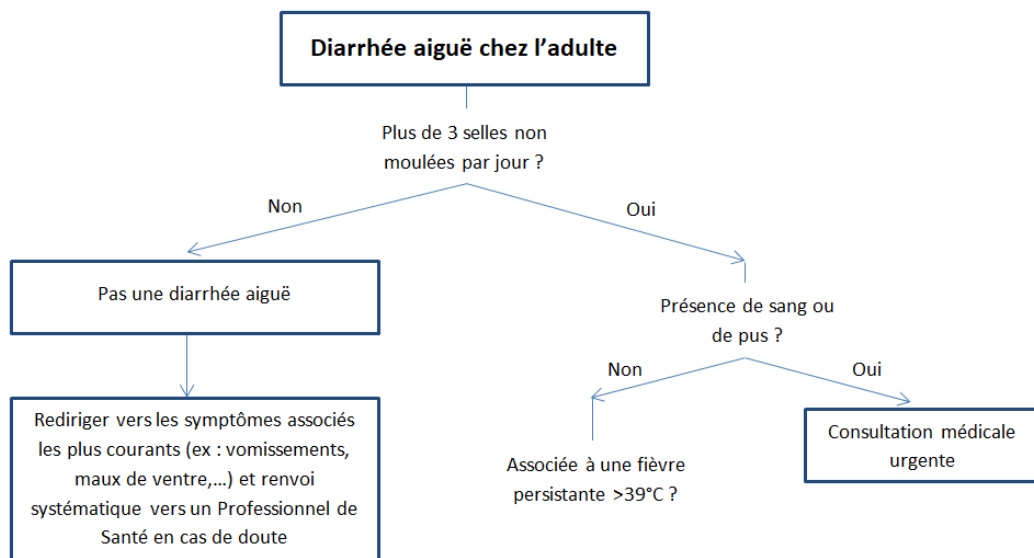 Diarrhée aiguë chez l'adulte
Plus de 3 selles non
moulées par jour ?
Non
Oui
Pas une diarrhée aiguë
Présence de sang ou
de pus ?
Non
Oui
Rediriger vers les symptômes associés
les plus courants (ex : vomissements,
maux de ventre,...) et renvoi
systématique vers un Professionnel de
Santé en cas de doute
Associée à une fièvre
persistante >39°C ?
Consultation médicale
urgente